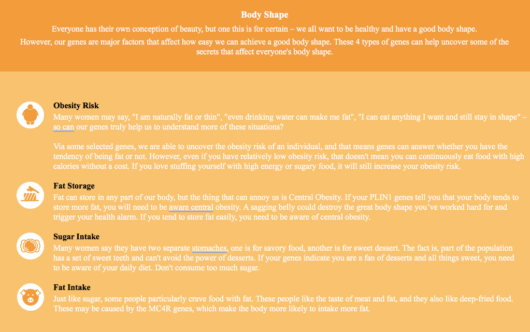 Body Shape
Everyone has their own conception of beauty, but one this is for certain – we all want to be healthy and have a good body shape.
However, our genes are major factors that affect how easy we can achieve a good body shape. These 4 types of genes can help uncover some of the
secrets that affect everyone's body shape.
Obesity Risk
Many women may say, "I am naturally fat or thin", "even drinking water can make me fat", "I can eat anything I want and still stay in shape" –
so can our genes truly help us to understand more of these situations?
Via some selected genes, we are able to uncover the obesity risk of an individual, and that means genes can answer whether you have the
tendency of being fat or not. However, even if you have relatively low obesity risk, that doesn't mean you can continuously eat food with high
calories without a cost. If you love stuffing yourself with high energy or sugary food, it will still increase your obesity risk.
Fat Storage
Fat can store in any part of our body, but the thing that can annoy us is Central Obesity. If your PLIN1 genes tell you that your body tends to
store more fat, you will need to be aware central obesity. A sagging belly could destroy the great body shape you've worked hard for and
trigger your health alarm. If you tend to store fat easily, you need to be aware of central obesity.
Sugar Intake
Many women say they have two separate stomaches, one is for savory food, another is for sweet dessert. The fact is, part of the population
has a set of sweet teeth and can't avoid the power of desserts. If your genes indicate you are a fan of desserts and all things sweet, you need
to be aware of your daily diet. Don't consume too much sugar.
Fat Intake
Just like sugar, some people particularly crave food with fat. These people like the taste of meat and fat, and they also like deep-fried food.
These may be caused by the MC4R genes, which make the body more likely to intake more fat.